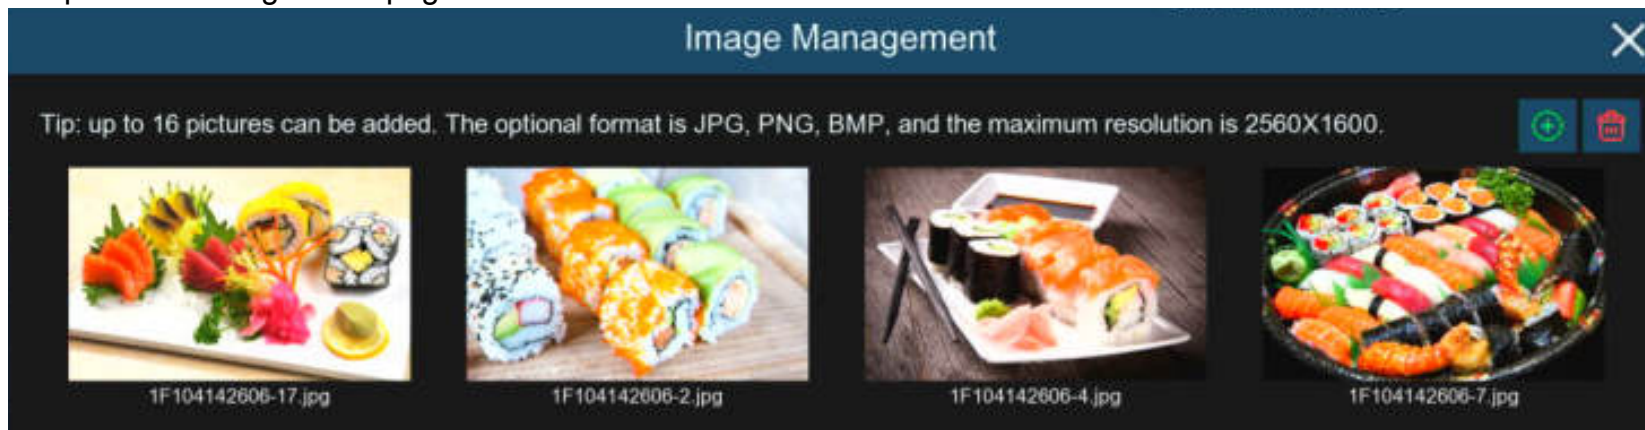 Image Management
Tip: up to 16 pictures can be added. The optional format is JPG, PNG, BMP, and the maximum resolution is 2560X1600.
1F104142606-17.jpg
1F104142606-2.jpg
1F104142606-4.jpg
1F104142606-7.jpg